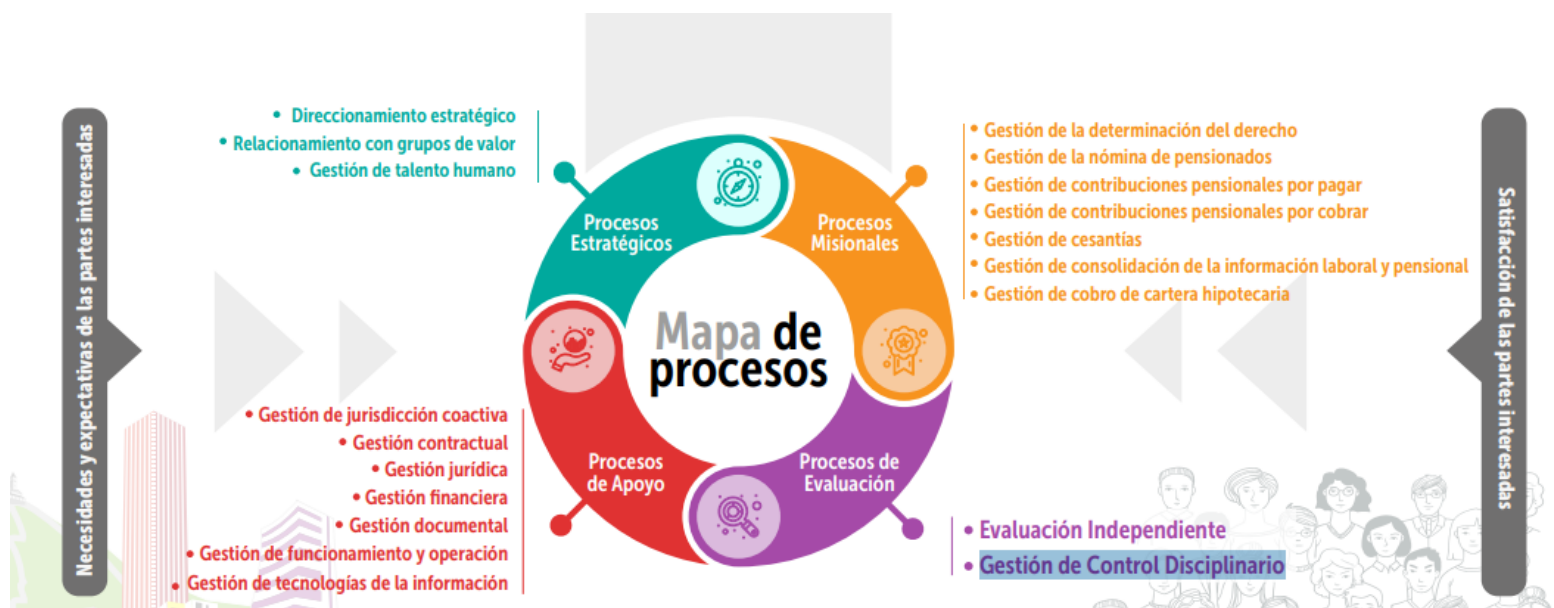 Necesidades y expectativas de las partes interesadas
• Direccionamiento estratégico
• Relacionamiento con grupos de valor
• Gestión de talento humano
Procesos
Estratégicos
Procesos
Misionales
• Gestión de la determinación del derecho
• Gestión de la nómina de pensionados
• Gestión de contribuciones pensionales por pagar
• Gestión de contribuciones pensionales por cobrar
• Gestión de cesantías
• Gestión de consolidación de la información laboral y pensional
• Gestión de cobro de cartera hipotecaria
Mapa de
procesos
• Gestión de jurisdicción coactiva
• Gestión contractual
• Gestión jurídica
• Gestión financiera
• Gestión documental
• Gestión de funcionamiento y operación
• Gestión de tecnologías de la información
Procesos
de Apoyo
Procesos de
Evaluación
• Evaluación Independiente
• Gestión de Control Disciplinario
Satisfacción de las partes interesadas